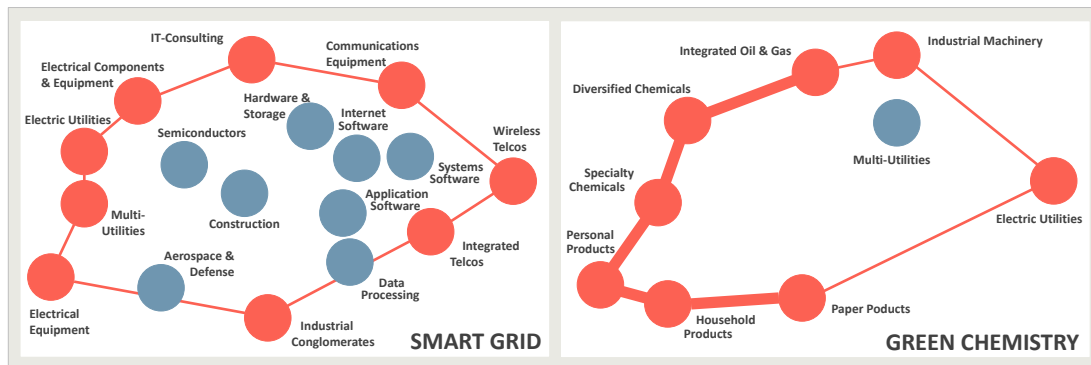 IT-Consulting
Communications
Equipment
Electrical Components
& Equipment
Hardware &
Storage
Internet
Software
Electric Utilities
Semiconductors
Wireless
Telcos
Systems
Software
Application
Software
Construction
Multi-
Utilities
Integrated
Telcos
Aerospace &
Defense
Data
Processing
Electrical
Equipment
Industrial
Conglomerates
SMART GRID
Integrated Oil & Gas
Industrial Machinery
Diversified Chemicals
Multi-Utilities
Specialty
Chemicals
Electric Utilities
Personal
Products
Household
Products
Paper Poducts
GREEN CHEMISTRY